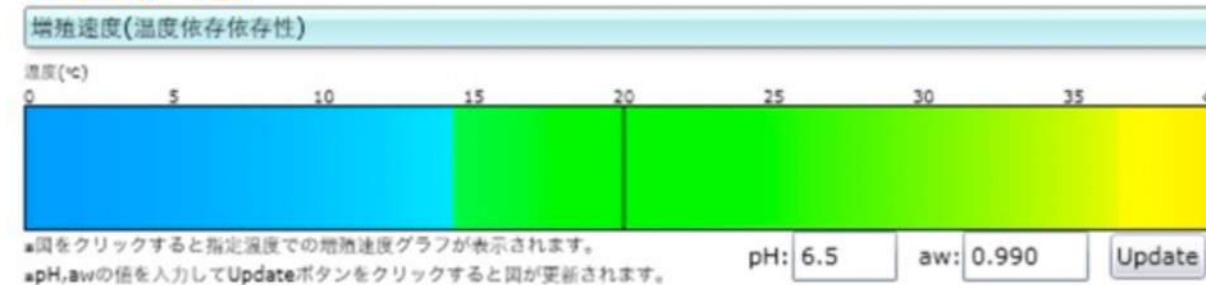 増殖速度(温度依存依存性)
温度(℃)
0 5 10 15 20 25 30 35
※図をクリックすると指定温度での増殖速度グラフが表示されます。
pH: 6.5 aw: 0.990 Update
※pH,awの値を入力してUpdateボタンをクリックすると図が更新されます。